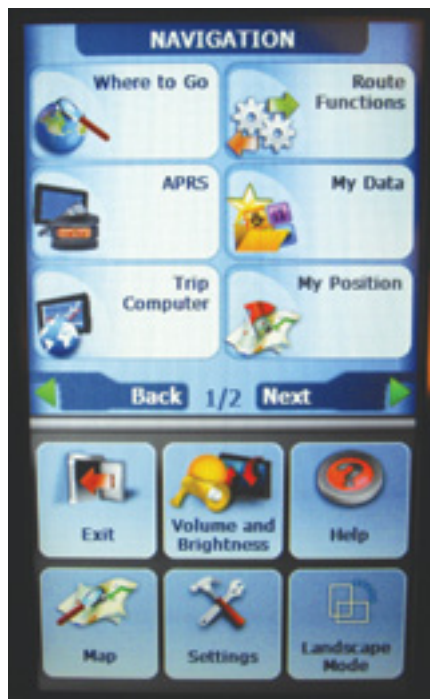 NAVIGATION
Where to Go
Route
Functions
APRS
My Data
Trip
Computer
My Position
Back 1/2 Next
Exit
Volume and
Brightness
Help
Map
Settings
Landscape
Mode